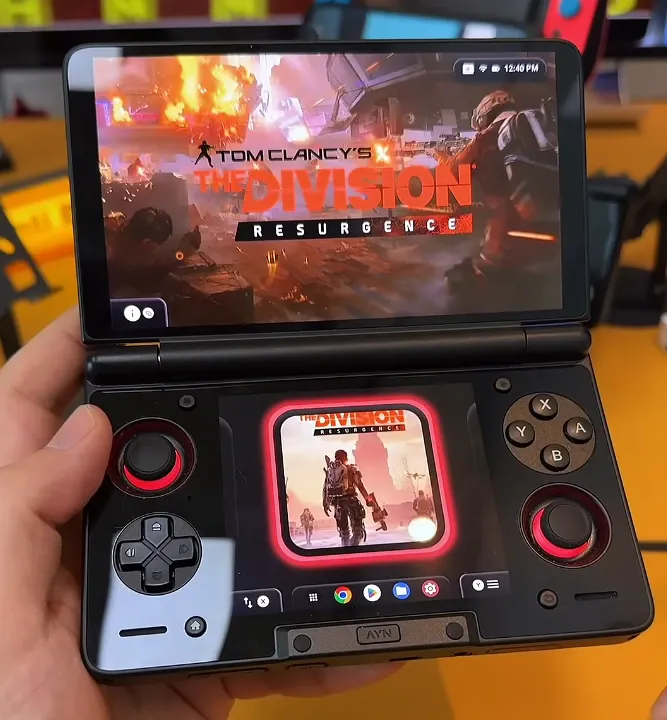 12:40 PM
TOM CLANCY'S
THE DIVISION
RESURGENCE
THE DIVISION
RESURGENCE
X
Y
A
B
X
Y
AYN